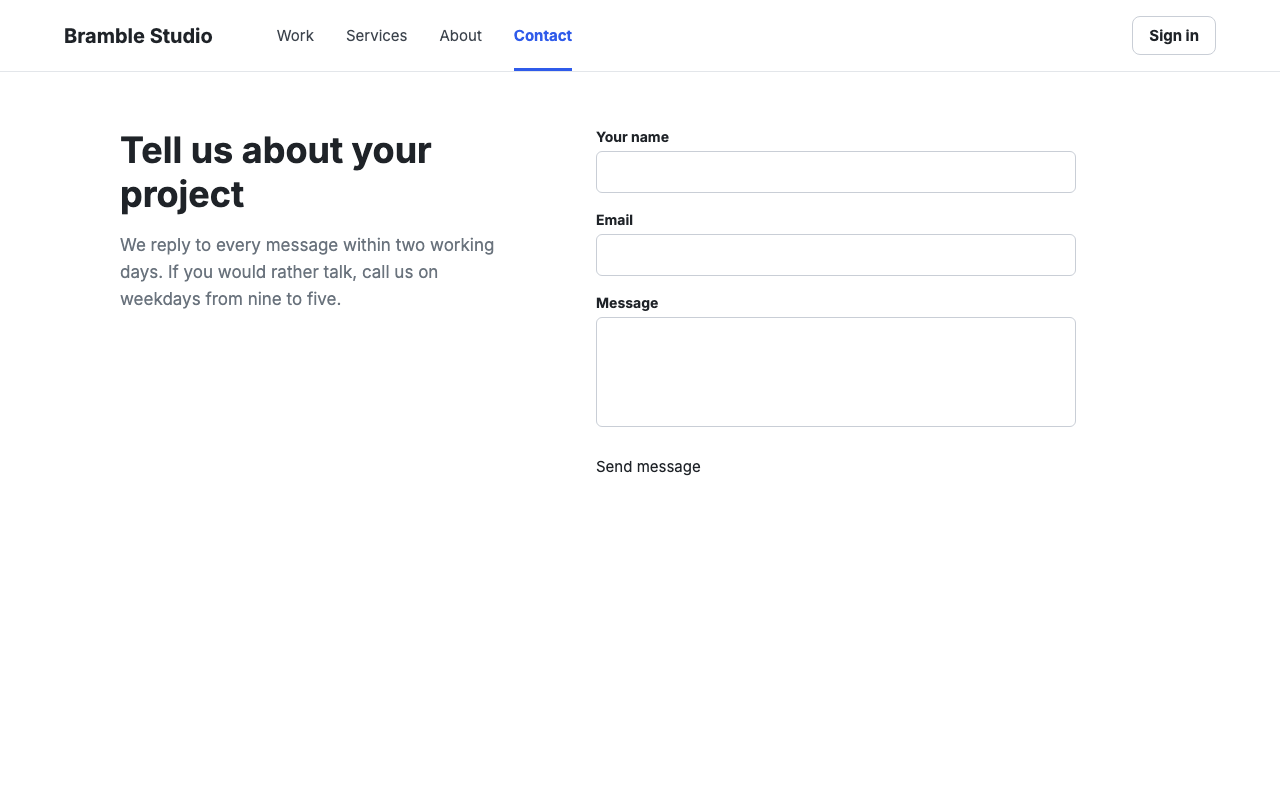 Bramble Studio
Work
Services
About
Contact
Sign in
Tell us about your
project
We reply to every message within two working
days. If you would rather talk, call us on
weekdays from nine to five.
Your name
Email
Message
Send message